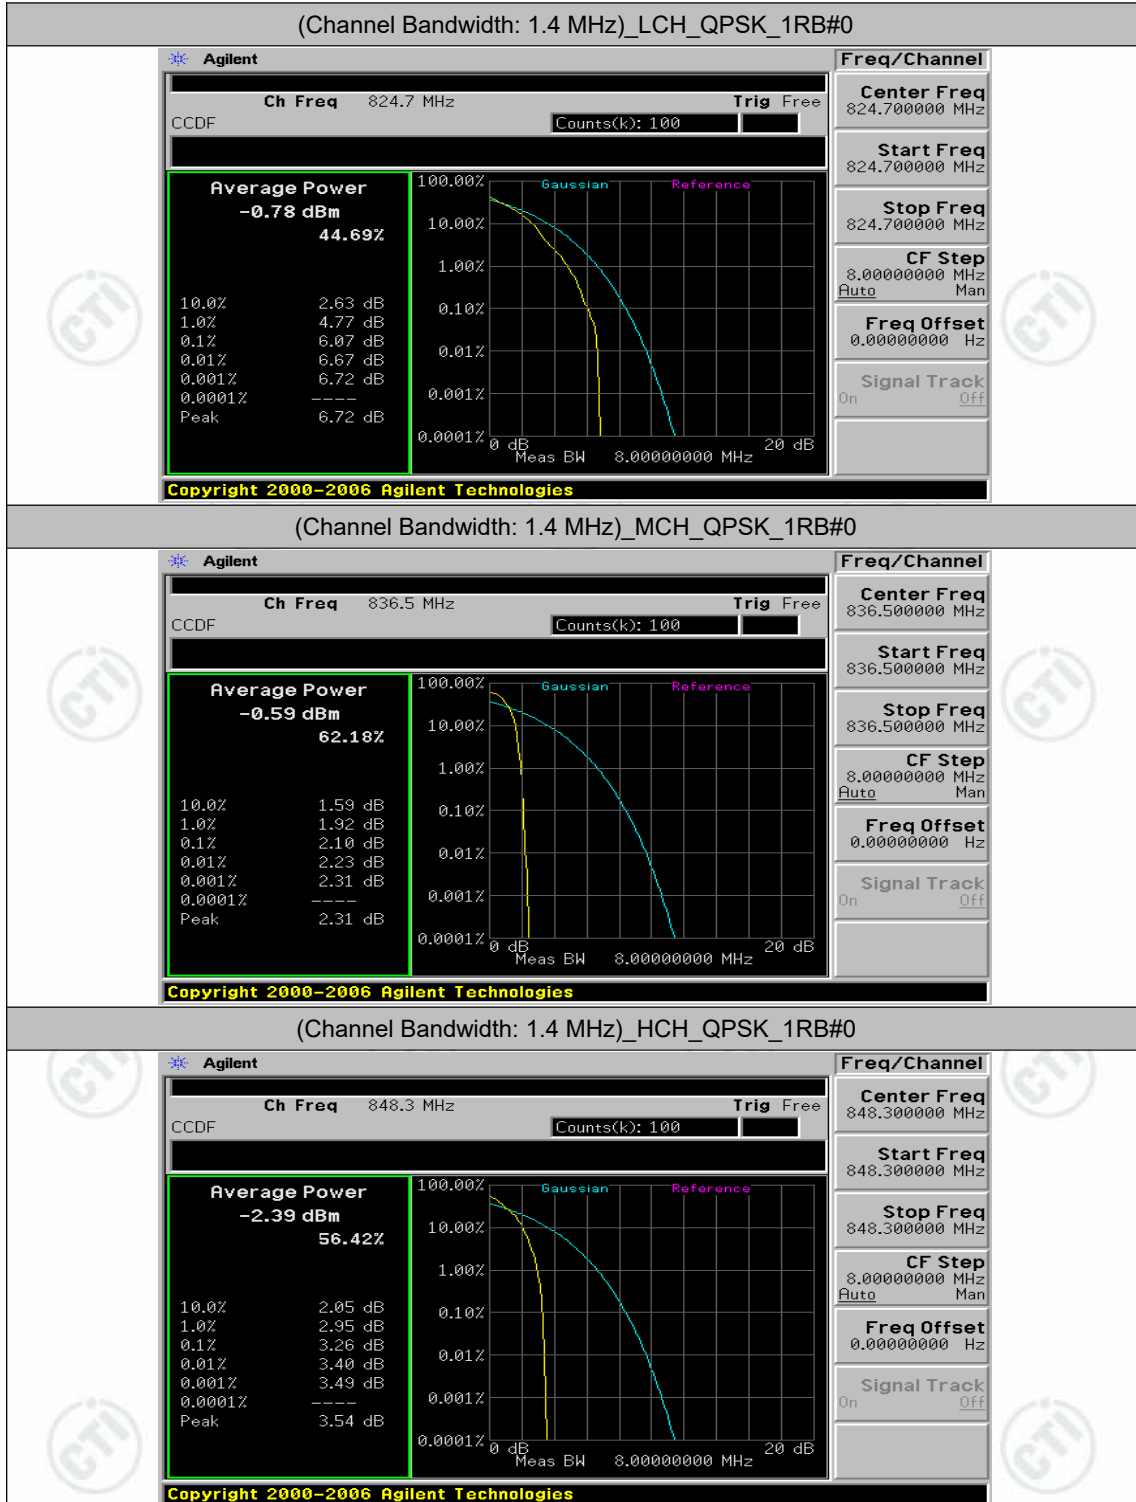 (Channel Bandwidth: 1.4 MHz)_LCH_QPSK_1RB#0
Agilent
Freq/Channel
Ch Freq 824.7 MHz Trig Free
CCDF Counts(k): 100
Average Power
-0.78 dBm
44.69%
10.0% 2.63 dB
1.0% 4.77 dB
0.1% 6.07 dB
0.01% 6.67 dB
0.001% 6.72 dB
0.0001% ----
Peak 6.72 dB
Gaussian Reference
100.00%
10.00%
1.00%
0.10%
0.01%
0.001%
0.0001%
0 dB 20 dB
Meas BW 8.00000000 MHz
Center Freq
824.700000 MHz
Start Freq
824.700000 MHz
Stop Freq
824.700000 MHz
CF Step
8.00000000 MHz
Auto Man
Freq Offset
0.00000000 Hz
Signal Track
On Off
Copyright 2000-2006 Agilent Technologies
CTI
CTI
(Channel Bandwidth: 1.4 MHz)_MCH_QPSK_1RB#0
Agilent
Freq/Channel
Ch Freq 836.5 MHz Trig Free
CCDF Counts(k): 100
Average Power
-0.59 dBm
62.18%
10.0% 1.59 dB
1.0% 1.92 dB
0.1% 2.10 dB
0.01% 2.23 dB
0.001% 2.31 dB
0.0001% ----
Peak 2.31 dB
Gaussian Reference
100.00%
10.00%
1.00%
0.10%
0.01%
0.001%
0.0001%
0 dB 20 dB
Meas BW 8.00000000 MHz
Center Freq
836.500000 MHz
Start Freq
836.500000 MHz
Stop Freq
836.500000 MHz
CF Step
8.00000000 MHz
Auto Man
Freq Offset
0.00000000 Hz
Signal Track
On Off
Copyright 2000-2006 Agilent Technologies
CTI
CTI
(Channel Bandwidth: 1.4 MHz)_HCH_QPSK_1RB#0
Agilent
Freq/Channel
Ch Freq 848.3 MHz Trig Free
CCDF Counts(k): 100
Average Power
-2.39 dBm
56.42%
10.0% 2.05 dB
1.0% 2.95 dB
0.1% 3.26 dB
0.01% 3.40 dB
0.001% 3.49 dB
0.0001% ----
Peak 3.54 dB
Gaussian Reference
100.00%
10.00%
1.00%
0.10%
0.01%
0.001%
0.0001%
0 dB 20 dB
Meas BW 8.00000000 MHz
Center Freq
848.300000 MHz
Start Freq
848.300000 MHz
Stop Freq
848.300000 MHz
CF Step
8.00000000 MHz
Auto Man
Freq Offset
0.00000000 Hz
Signal Track
On Off
Copyright 2000-2006 Agilent Technologies
CTI
CTI
CTI
CTI